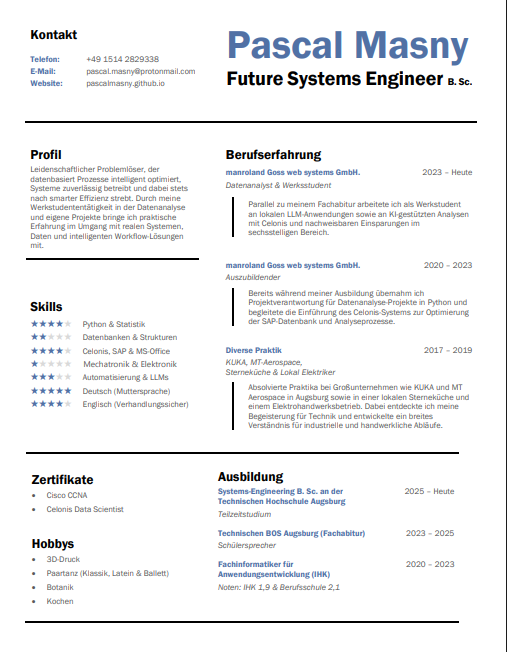 Kontakt
Telefon: +49 1514 2829338
E-Mail: pascal.masny@protonmail.com
Website: pascalmasny.github.io
Pascal Masny
Future Systems Engineer B. Sc.
Profil
Leidenschaftlicher Problemlöser, der
datenbasiert Prozesse intelligent optimiert,
Systeme zuverlässig betreibt und dabei stets
nach smarter Effizienz strebt. Durch meine
Werkstudententätigkeit in der Datenanalyse
und eigene Projekte bringe ich praktische
Erfahrung im Umgang mit realen Systemen,
Daten und intelligenten Workflow-Lösungen
mit.
Skills
★★★★★ Python & Statistik
★★★★★ Datenbanken & Strukturen
★★★★★ Celonis, SAP & MS-Office
★★★★★ Mechatronik & Elektronik
★★★★★ Automatisierung & LLMs
★★★★★ Deutsch (Muttersprache)
★★★★★ Englisch (Verhandlungssicher)
Berufserfahrung
manroland Goss web systems GmbH. 2023 – Heute
Datenanalyst & Werksstudent
Parallel zu meinem Fachabitur arbeitete ich als Werkstudent
an lokalen LLM-Anwendungen sowie an KI-gestützten Analysen
mit Celonis und nachweisbaren Einsparungen im
sechsstelligen Bereich.
manroland Goss web systems GmbH. 2020 – 2023
Auszubildender
Bereits während meiner Ausbildung übernahm ich
Projektverantwortung für Datenanalyse-Projekte in Python und
begleitete die Einführung des Celonis-Systems zur Optimierung
der SAP-Datenbank und Analyseprozesse.
Diverse Praktik 2017 – 2019
KUKA, MT-Aerospace,
Sterneküche & Lokal Elektriker
Absolvierte Praktika bei Großunternehmen wie KUKA und MT
Aerospace in Augsburg sowie in einer lokalen Sterneküche und
einem Elektrohandwerksbetrieb. Dabei entdeckte ich meine
Begeisterung für Technik und entwickelte ein breites
Verständnis für industrielle und handwerkliche Abläufe.
Zertifikate
• Cisco CCNA
• Celonis Data Scientist
Hobbys
• 3D-Druck
• Paartanz (Klassik, Latein & Ballett)
• Botanik
• Kochen
Ausbildung
Systems-Engineering B. Sc. an der 2025 – Heute
Technischen Hochschule Augsburg
Teilzeitstudium
Technischen BOS Augsburg (Fachabitur) 2023 – 2025
Schülersprecher
Fachinformatiker für 2020 – 2023
Anwendungsentwicklung (IHK)
Noten: IHK 1,9 & Berufsschule 2,1